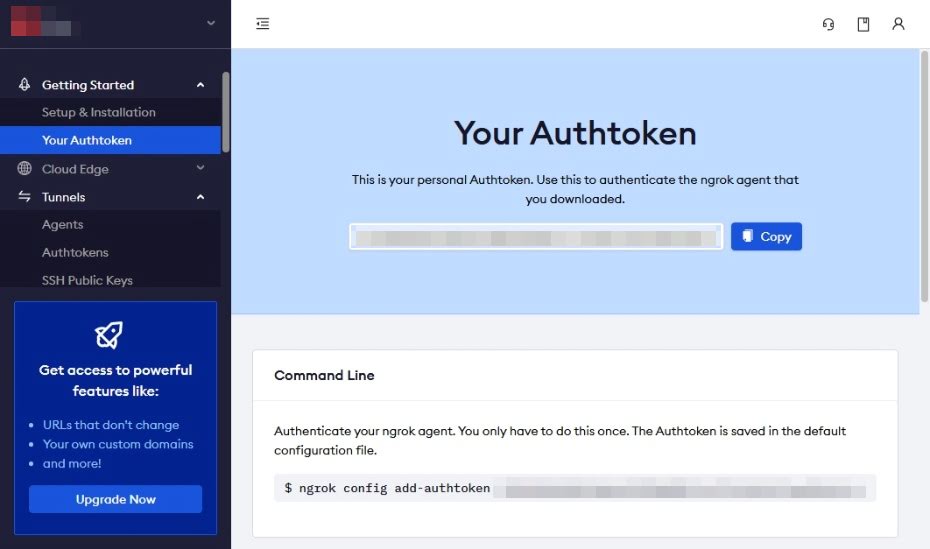 Getting Started
Setup & Installation
Your Authtoken
Cloud Edge
Tunnels
Agents
Authtokens
SSH Public Keys
Get access to powerful
features like:
• URLs that don't change
• Your own custom domains
• and more!
Upgrade Now
Your Authtoken
This is your personal Authtoken. Use this to authenticate the ngrok agent that
you downloaded.
Copy
Command Line
Authenticate your ngrok agent. You only have to do this once. The Authtoken is saved in the default
configuration file.
$ ngrok config add-authtoken